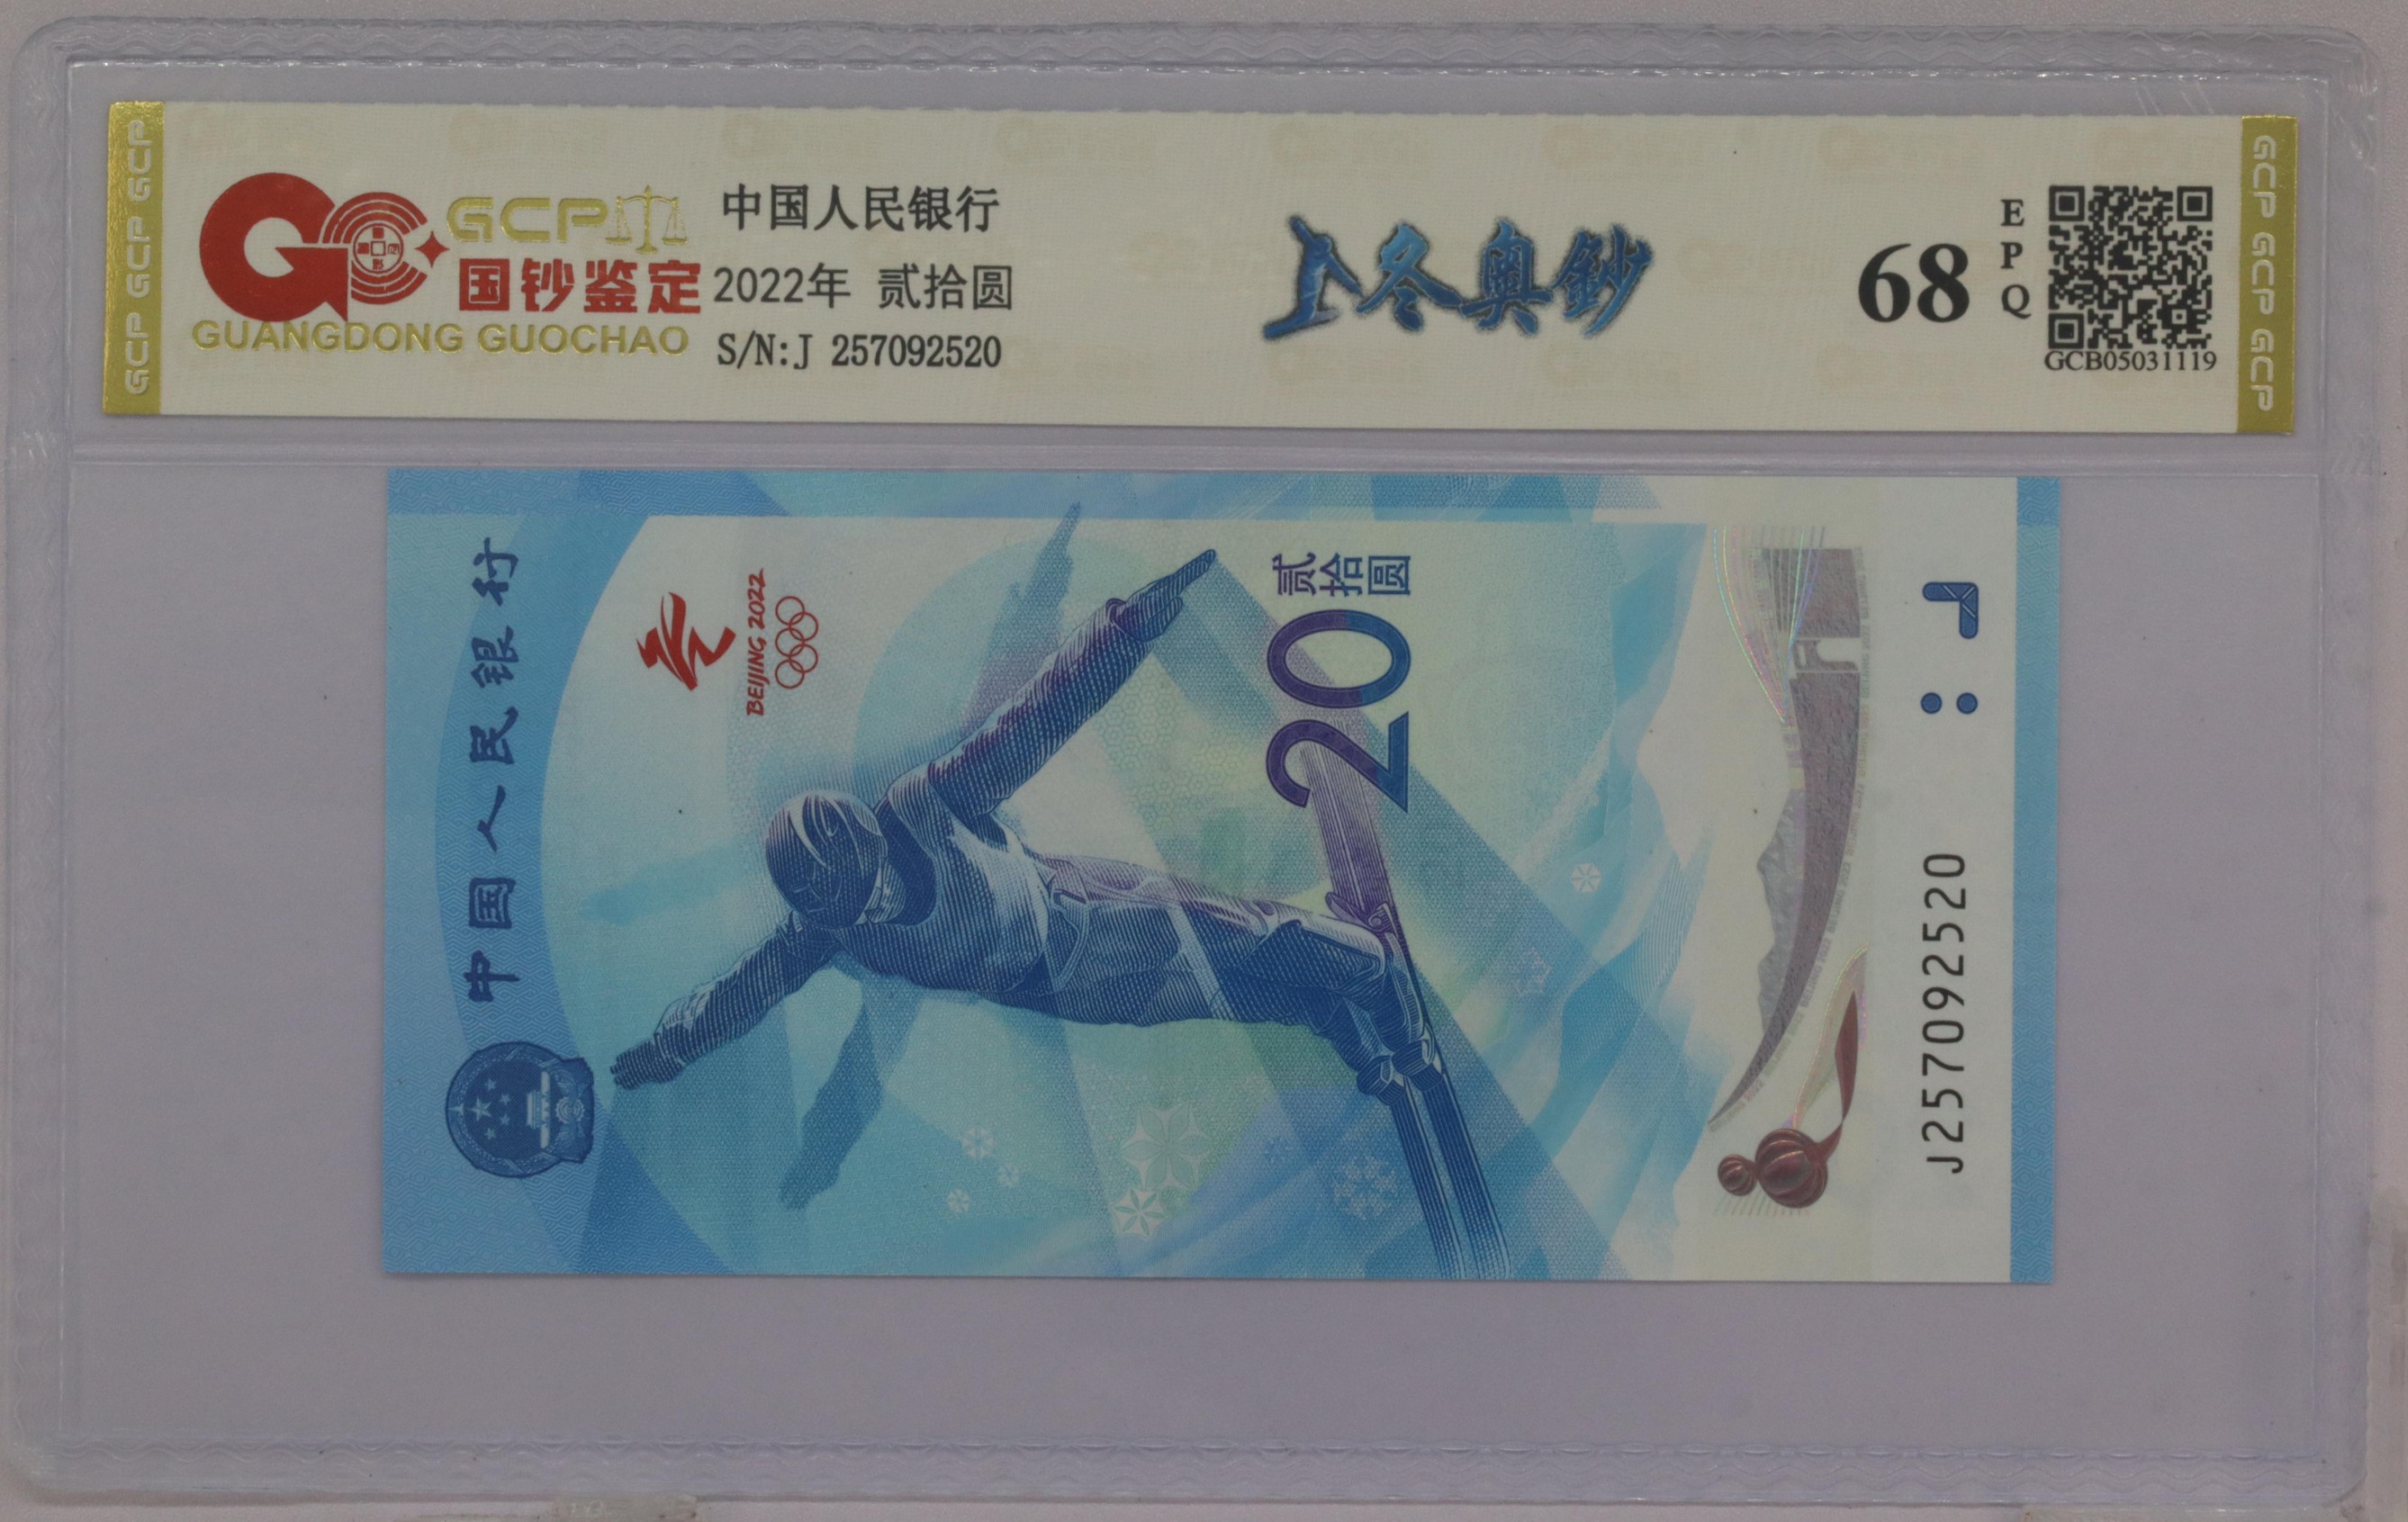 GCP GCP GCP
GCP
国钞鉴定
GUANGDONG GUOCHAO
中国人民银行
2022年 贰拾圆
S/N:J 257092520
冬奥鈔
68
EPQ
GCB05031119
GCP GCP GCP
中国人民银行
BEIJING 2022
贰拾圆
20
J257092520